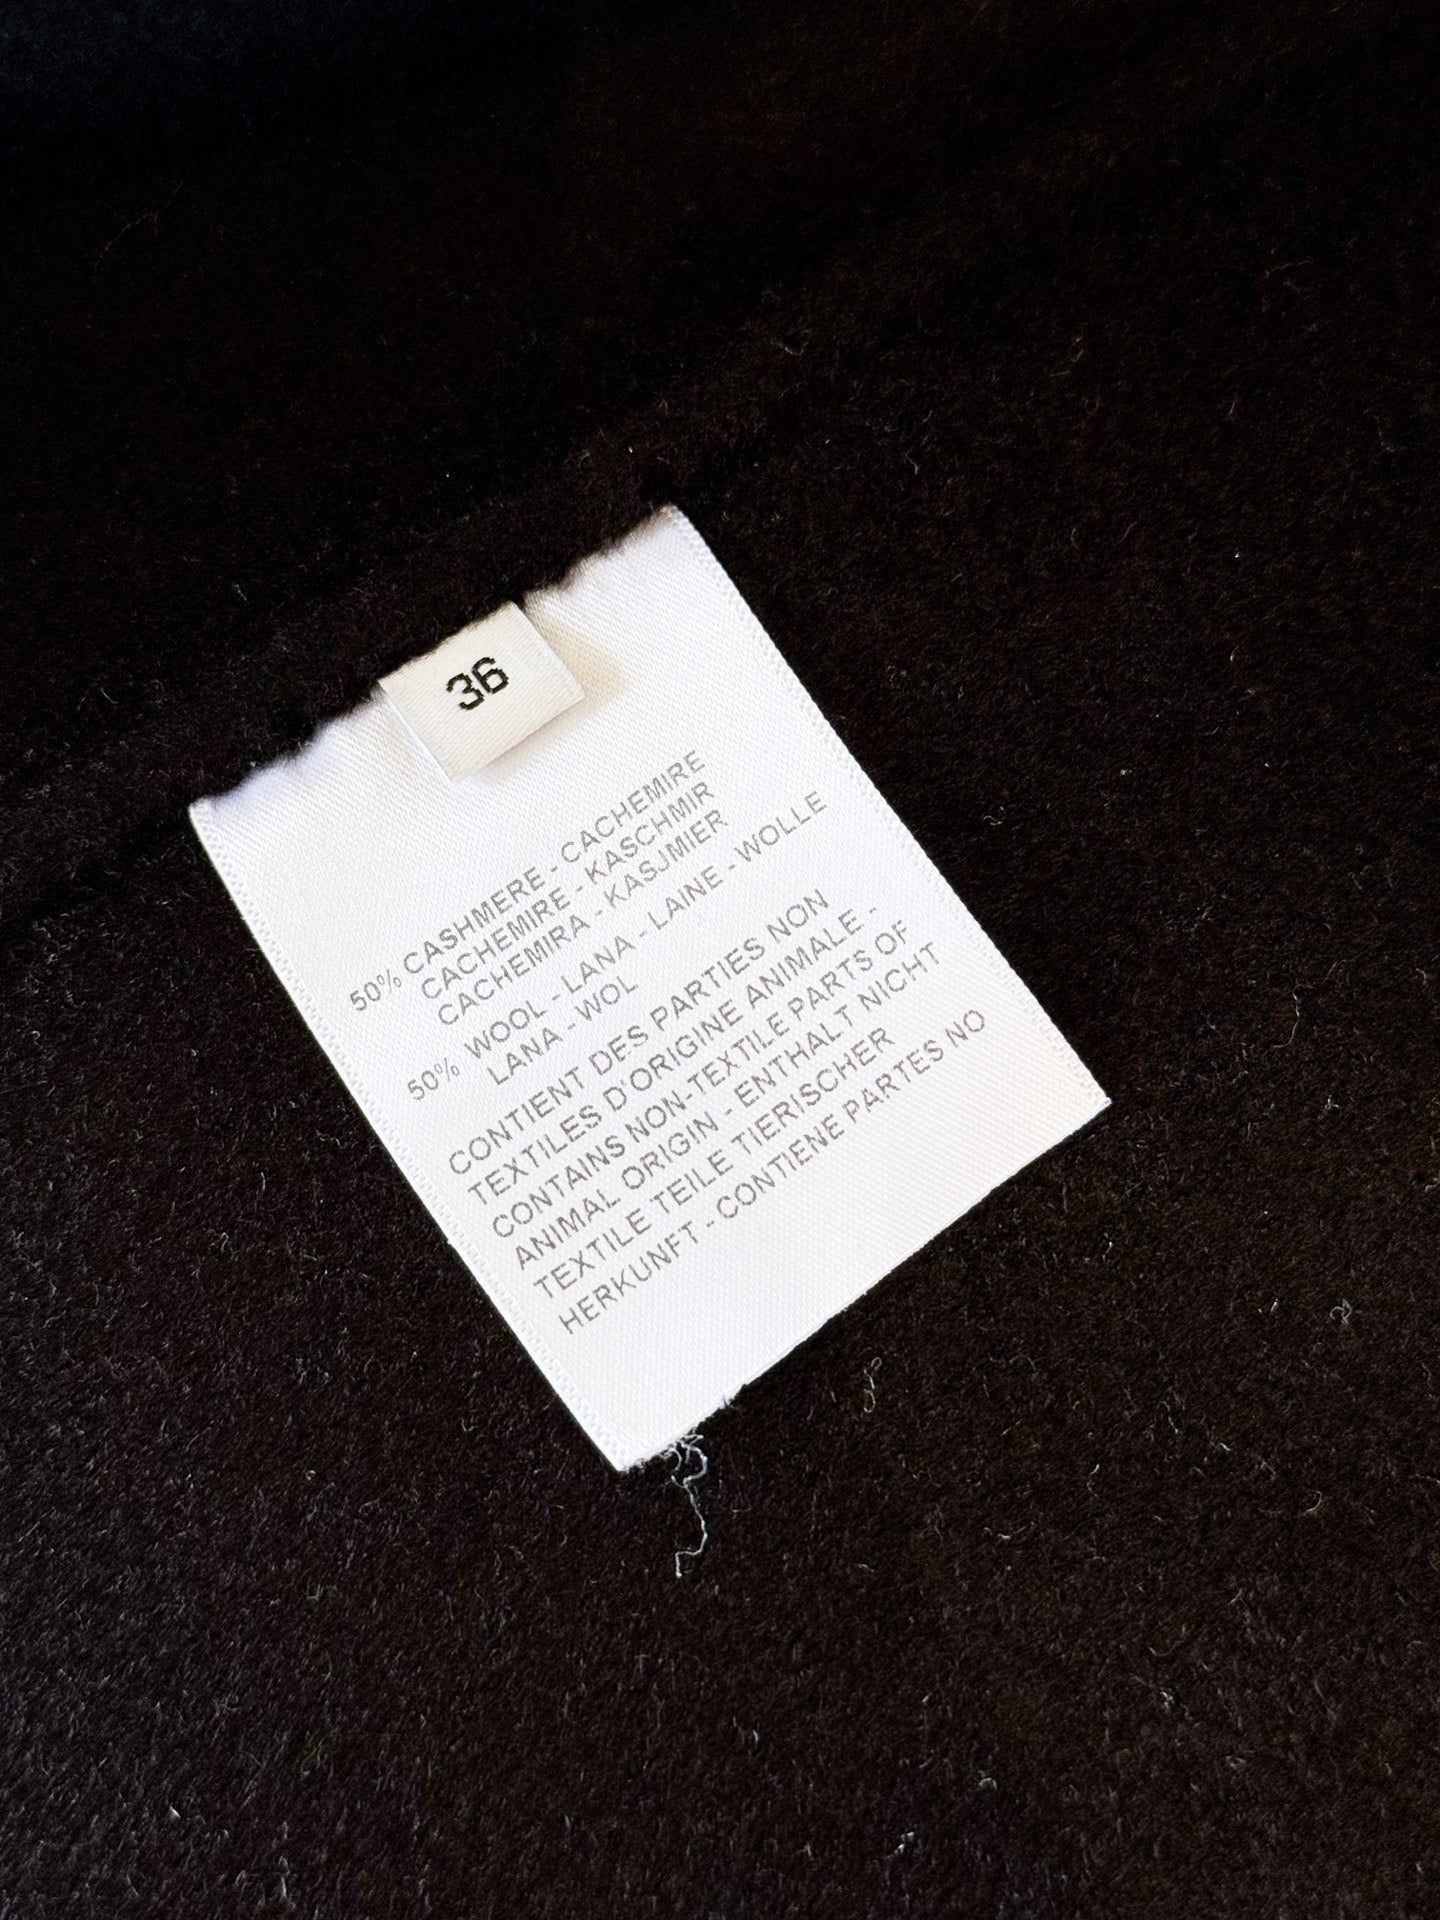 36
50% CASHMERE - CACHEMIRE
CACHEMIRE - KASCHMIR
CACHEMIRA - KASJMIER
50% WOOL - LANA - LAINE - WOLLE
LANA - WOL
CONTIENT DES PARTIES NON
TEXTILES D'ORIGINE ANIMALE -
CONTAINS NON-TEXTILE PARTS OF
ANIMAL ORIGIN - ENTHALT NICHT
TEXTILE TEILE TIERISCHER
HERKUNFT - CONTIENE PARTES NO